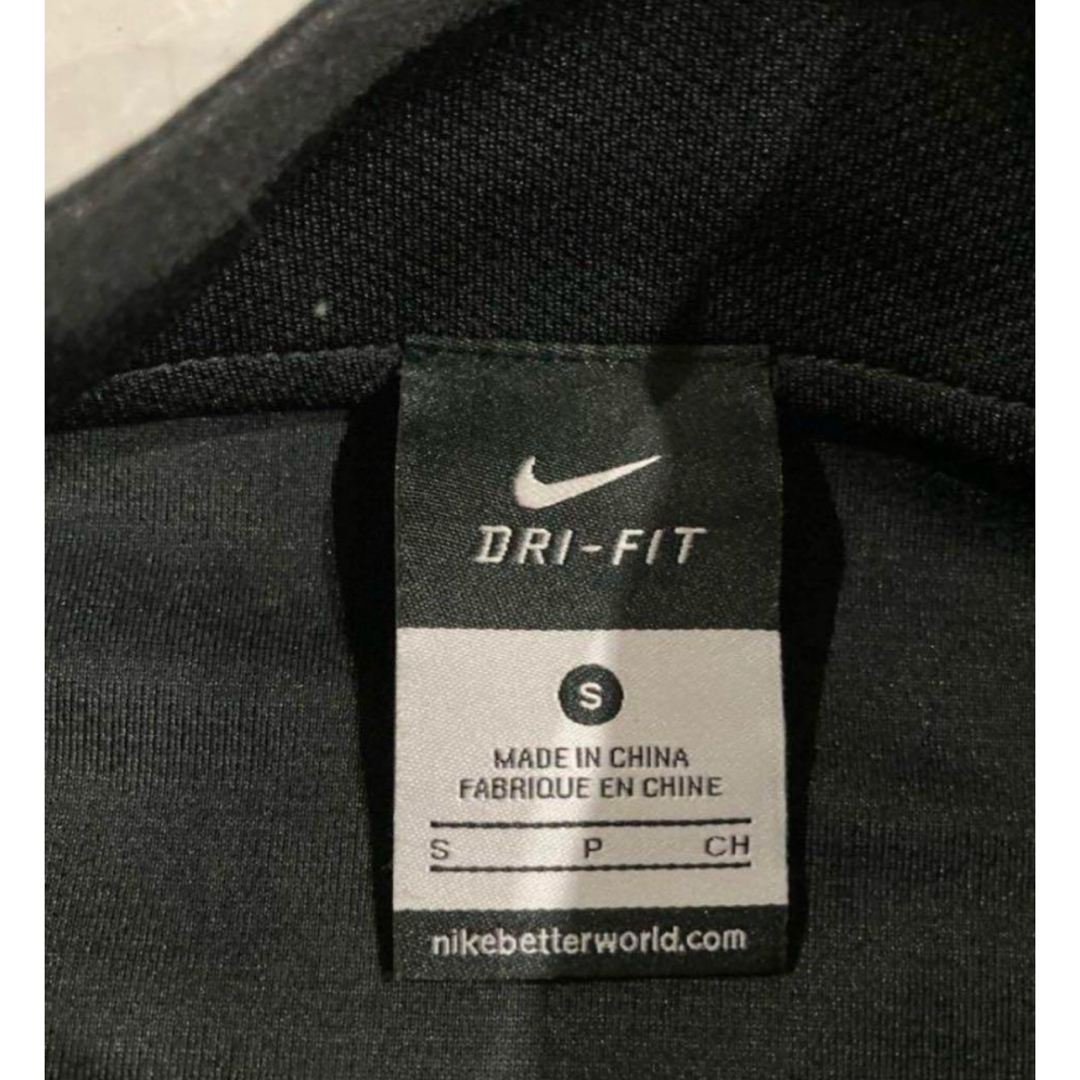 DRI-FIT
S
MADE IN CHINA
FABRIQUE EN CHINE
S P CH
nikebetterworld.com